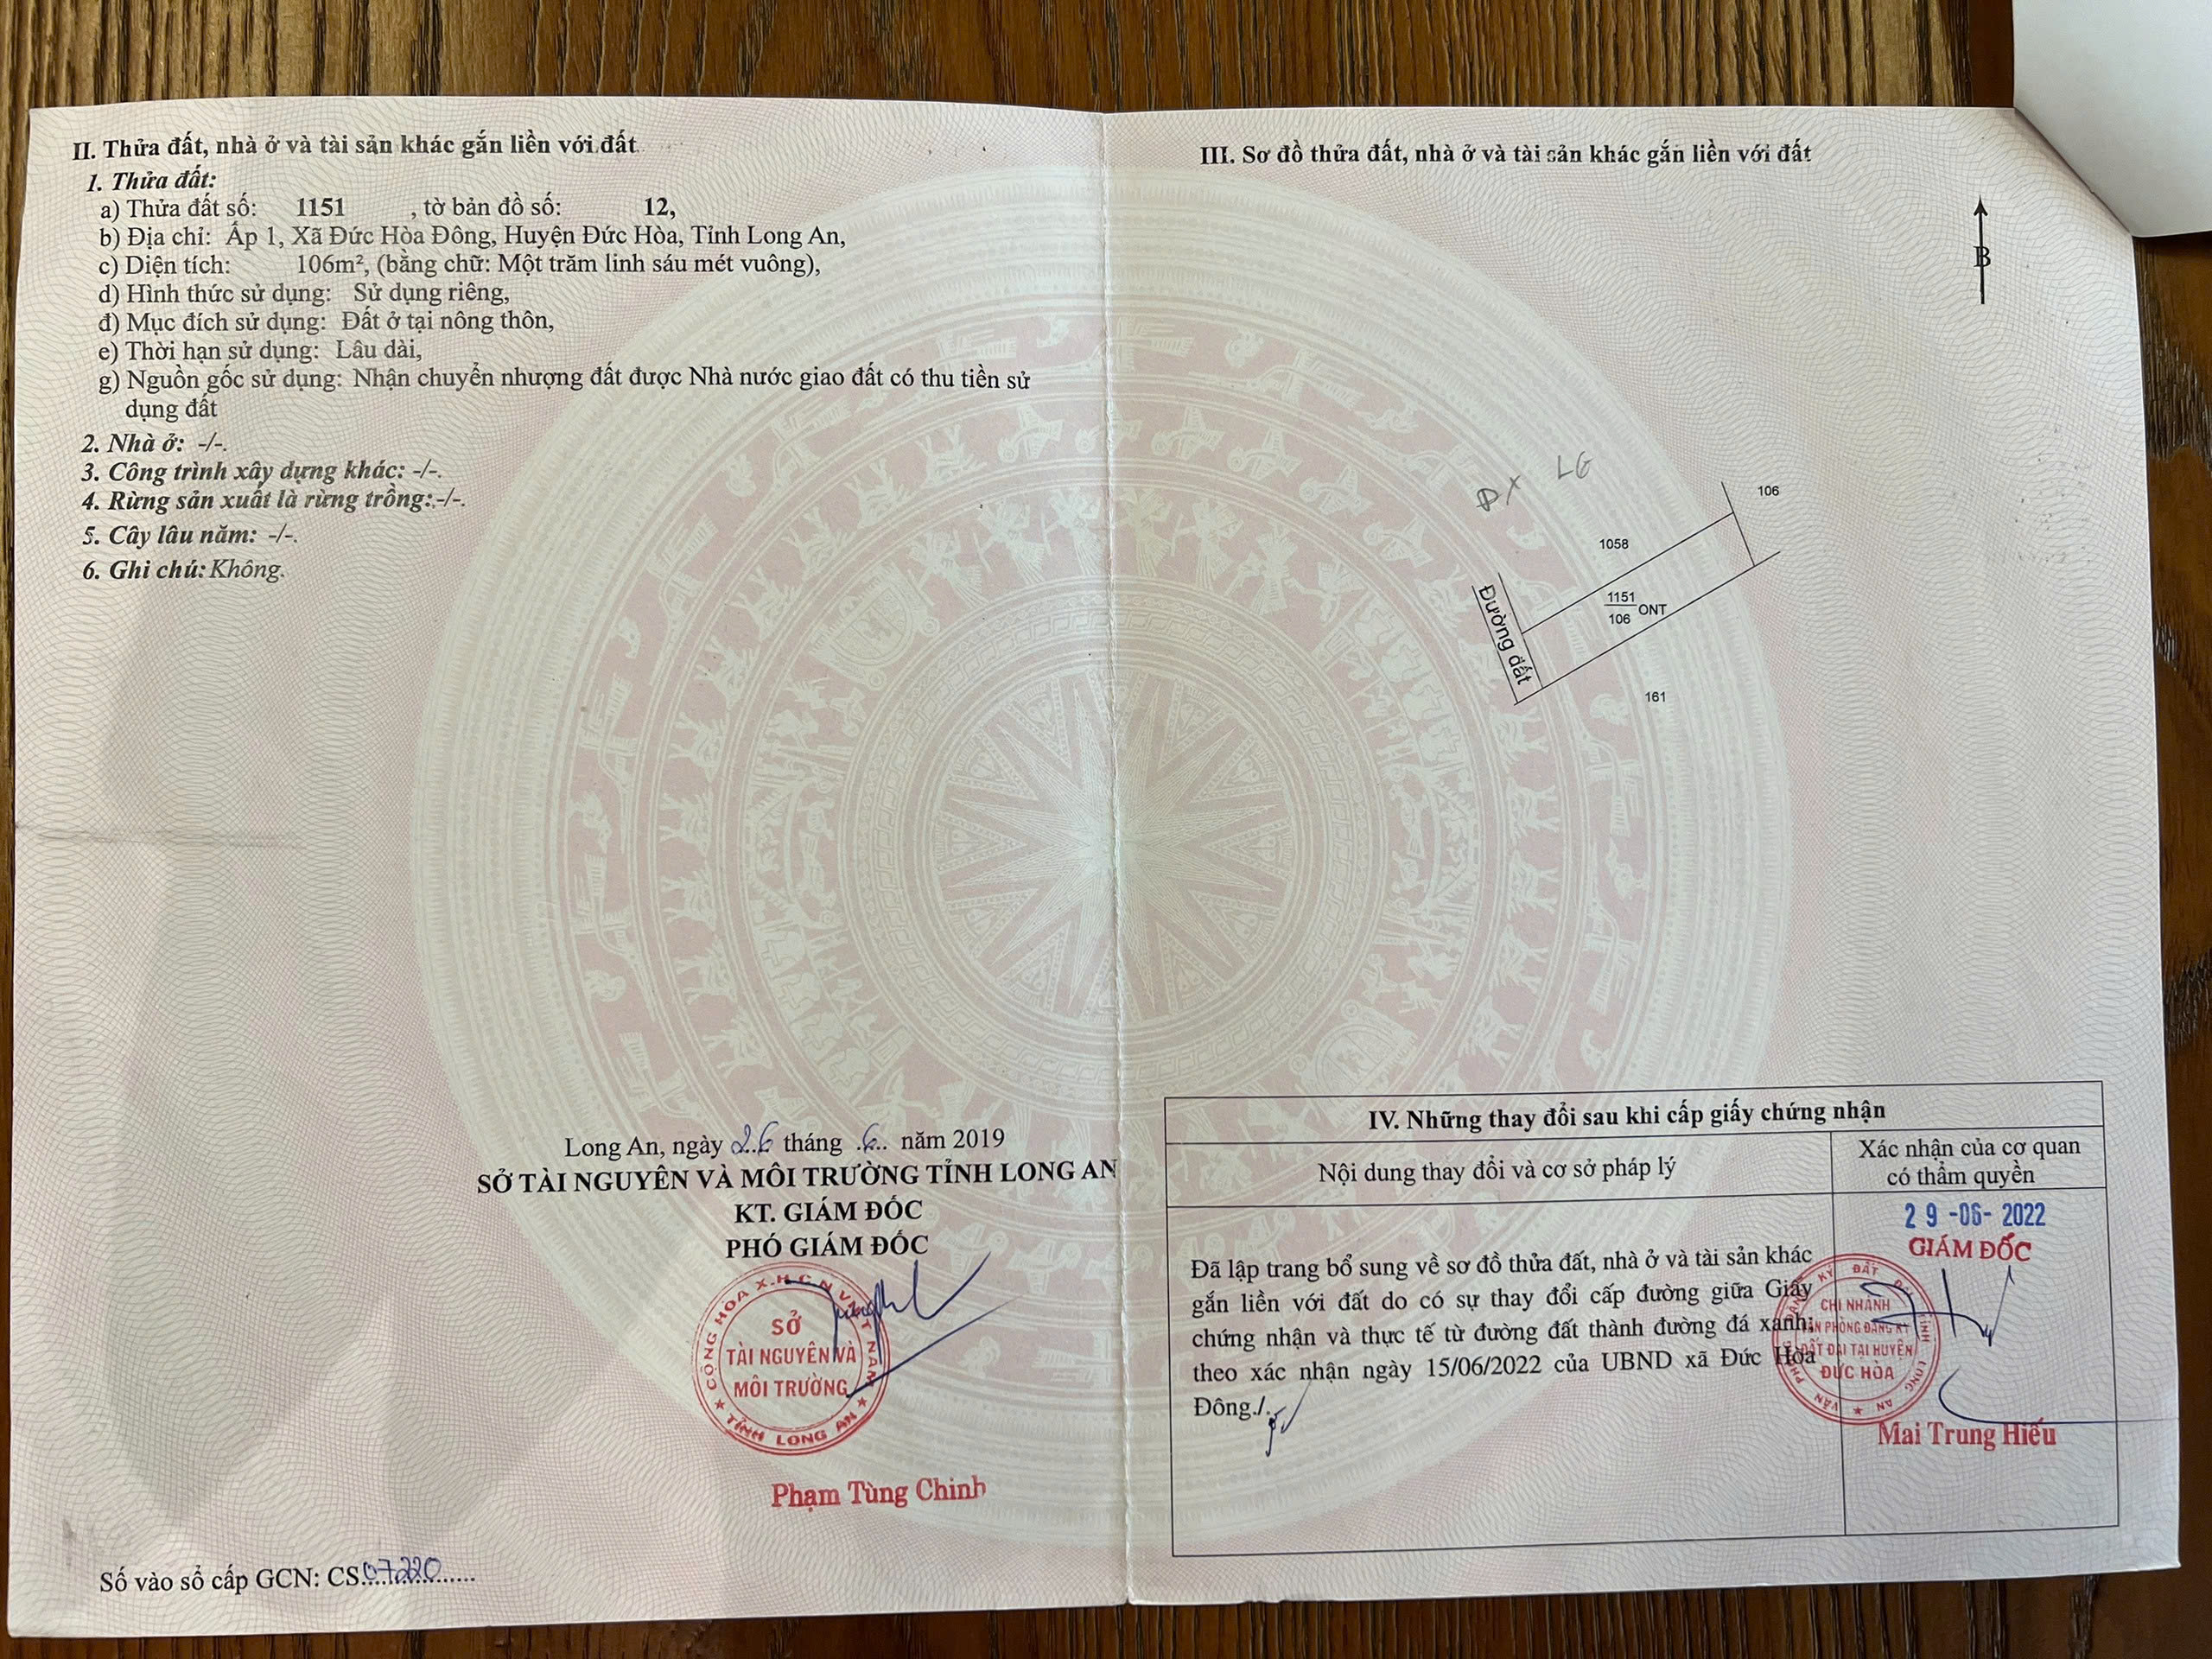 II. Thửa đất, nhà ở và tài sản khác gắn liền với đất
1. Thửa đất:
a) Thửa đất số: 1151 , tờ bản đồ số: 12,
b) Địa chỉ: Ấp 1, Xã Đức Hòa Đông, Huyện Đức Hòa, Tỉnh Long An,
c) Diện tích: 106m², (bằng chữ: Một trăm linh sáu mét vuông),
d) Hình thức sử dụng: Sử dụng riêng,
đ) Mục đích sử dụng: Đất ở tại nông thôn,
e) Thời hạn sử dụng: Lâu dài,
g) Nguồn gốc sử dụng: Nhận chuyển nhượng đất được Nhà nước giao đất có thu tiền sử
dụng đất
2. Nhà ở: -/-.
3. Công trình xây dựng khác: -/-.
4. Rừng sản xuất là rừng trồng:-/-.
5. Cây lâu năm: -/-.
6. Ghi chú: Không.
Long An, ngày 26 tháng .6.. năm 2019
SỞ TÀI NGUYÊN VÀ MÔI TRƯỜNG TỈNH LONG AN
KT. GIÁM ĐỐC
PHÓ GIÁM ĐỐC
CỘNG HÒA X.H.C.N VIỆT NAM
SỞ
TÀI NGUYÊN VÀ
MÔI TRƯỜNG
★ TỈNH LONG AN ★
Phạm Tùng Chinh
Số vào sổ cấp GCN: CS07220
III. Sơ đồ thửa đất, nhà ở và tài sản khác gắn liền với đất
B
ĐX LG
106
1058
1151
106 ONT
Đường đất
161
IV. Những thay đổi sau khi cấp giấy chứng nhận
Nội dung thay đổi và cơ sở pháp lý
Xác nhận của cơ quan
có thẩm quyền
Đã lập trang bổ sung về sơ đồ thửa đất, nhà ở và tài sản khác
gắn liền với đất do có sự thay đổi cấp đường giữa Giấy
chứng nhận và thực tế từ đường đất thành đường đá xanh;
theo xác nhận ngày 15/06/2022 của UBND xã Đức Hòa
Đông./.
29-06-2022
GIÁM ĐỐC
CHI NHÁNH
VĂN PHÒNG ĐĂNG KÝ
ĐẤT ĐAI TẠI HUYỆN
ĐỨC HÒA
Mai Trung Hiếu